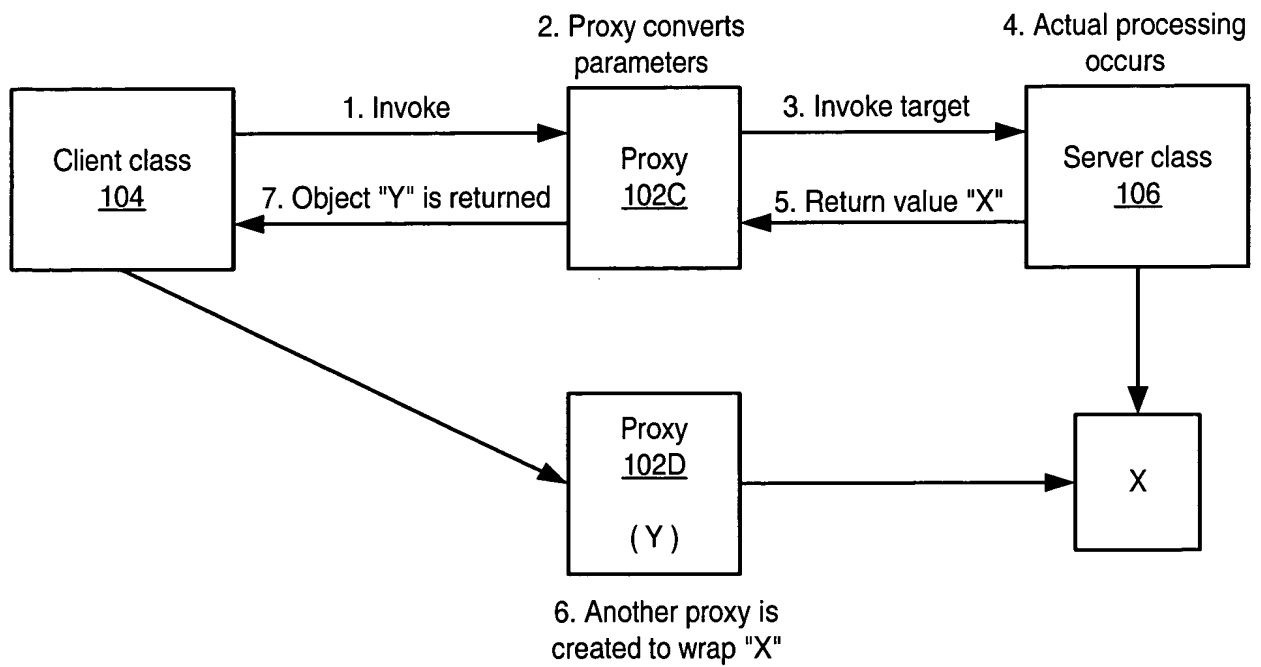 2. Proxy converts
parameters
4. Actual processing
occurs
1. Invoke
3. Invoke target
Client class
104
Proxy
102C
Server class
106
7. Object "Y" is returned
5. Return value "X"
Proxy
102D
( Y )
X
6. Another proxy is
created to wrap "X"